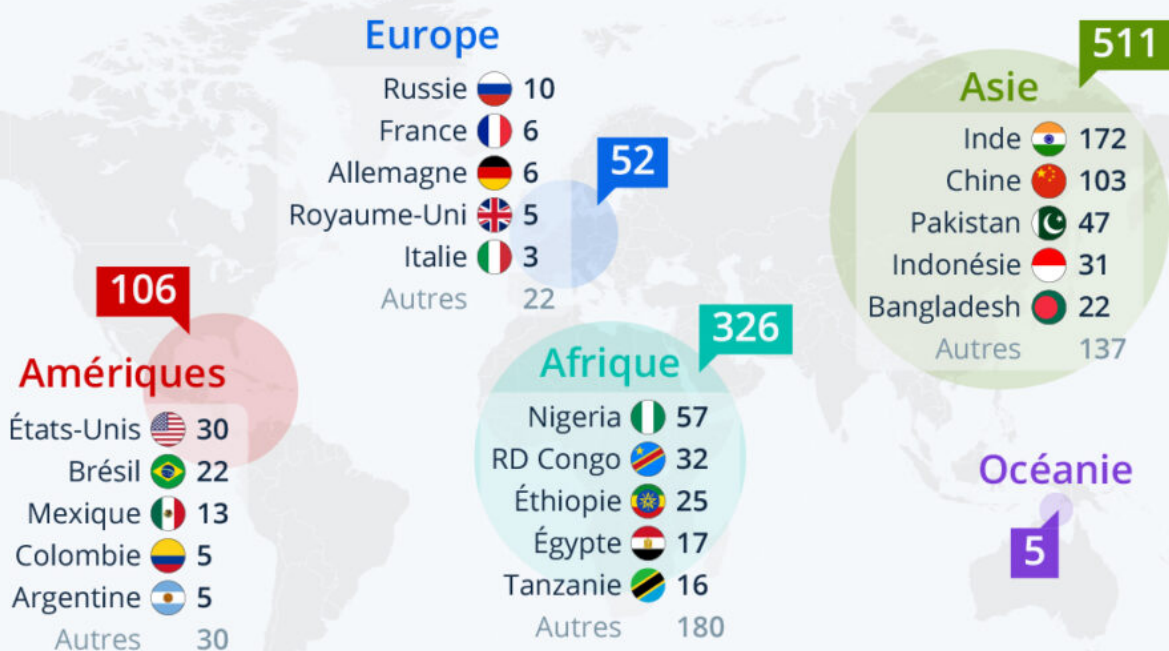 Europe
Russie 10
France 6
Allemagne 6
Royaume-Uni 5
Italie 3
Autres 22
52
511
Asie
Inde 172
Chine 103
Pakistan 47
Indonésie 31
Bangladesh 22
Autres 137
106
Amériques
États-Unis 30
Brésil 22
Mexique 13
Colombie 5
Argentine 5
Autres 30
326
Afrique
Nigeria 57
RD Congo 32
Éthiopie 25
Égypte 17
Tanzanie 16
Autres 180
Océanie
5